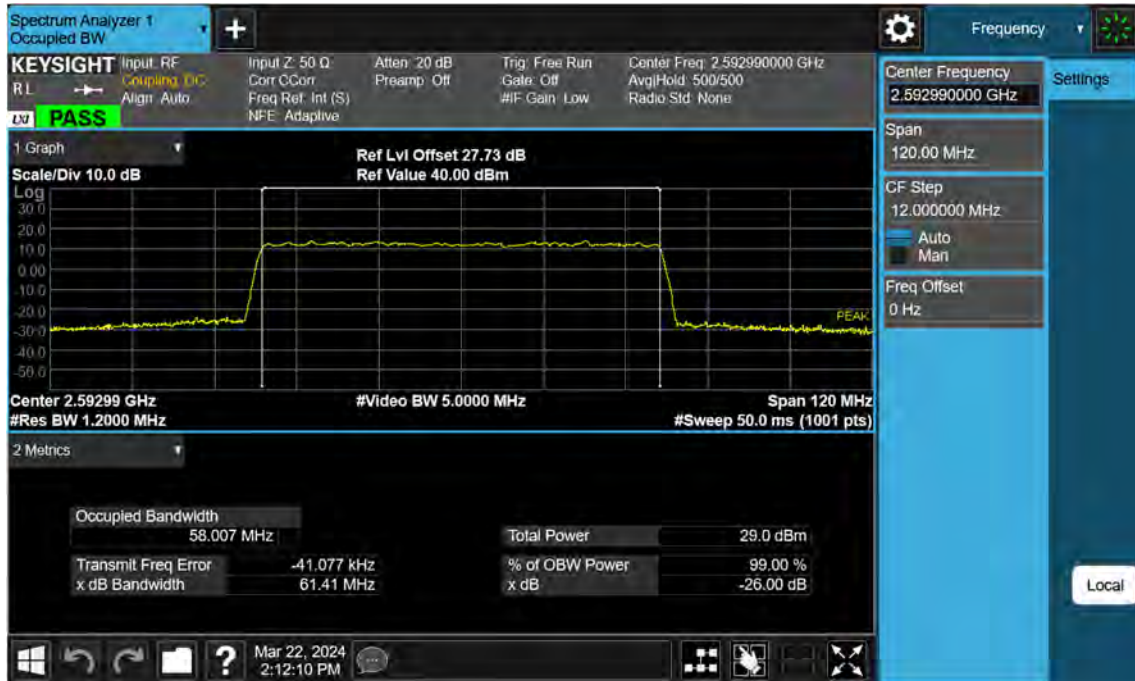 Spectrum Analyzer 1
Occupied BW
+
Frequency
KEYSIGHT
R L
LXI
PASS
Input: RF
Coupling: DC
Align: Auto
Input Z: 50 Ω
Corr CCorr
Freq Ref: Int (S)
NFE: Adaptive
Atten: 20 dB
Preamp: Off
Trig: Free Run
Gate: Off
#IF Gain: Low
Center Freq: 2.592990000 GHz
Avg|Hold: 500/500
Radio Std: None
Center Frequency
2.592990000 GHz
Settings
Span
120.00 MHz
CF Step
12.000000 MHz
Auto
Man
Freq Offset
0 Hz
1 Graph
Scale/Div 10.0 dB
Ref Lvl Offset 27.73 dB
Ref Value 40.00 dBm
Log
30.0
20.0
10.0
0.00
-10.0
-20.0
-30.0
-40.0
-50.0
PEAK
Center 2.59299 GHz
#Video BW 5.0000 MHz
Span 120 MHz
#Res BW 1.2000 MHz
#Sweep 50.0 ms (1001 pts)
2 Metrics
Occupied Bandwidth
58.007 MHz
Total Power 29.0 dBm
Transmit Freq Error -41.077 kHz
% of OBW Power 99.00 %
x dB Bandwidth 61.41 MHz
x dB -26.00 dB
Local
?
Mar 22, 2024
2:12:10 PM